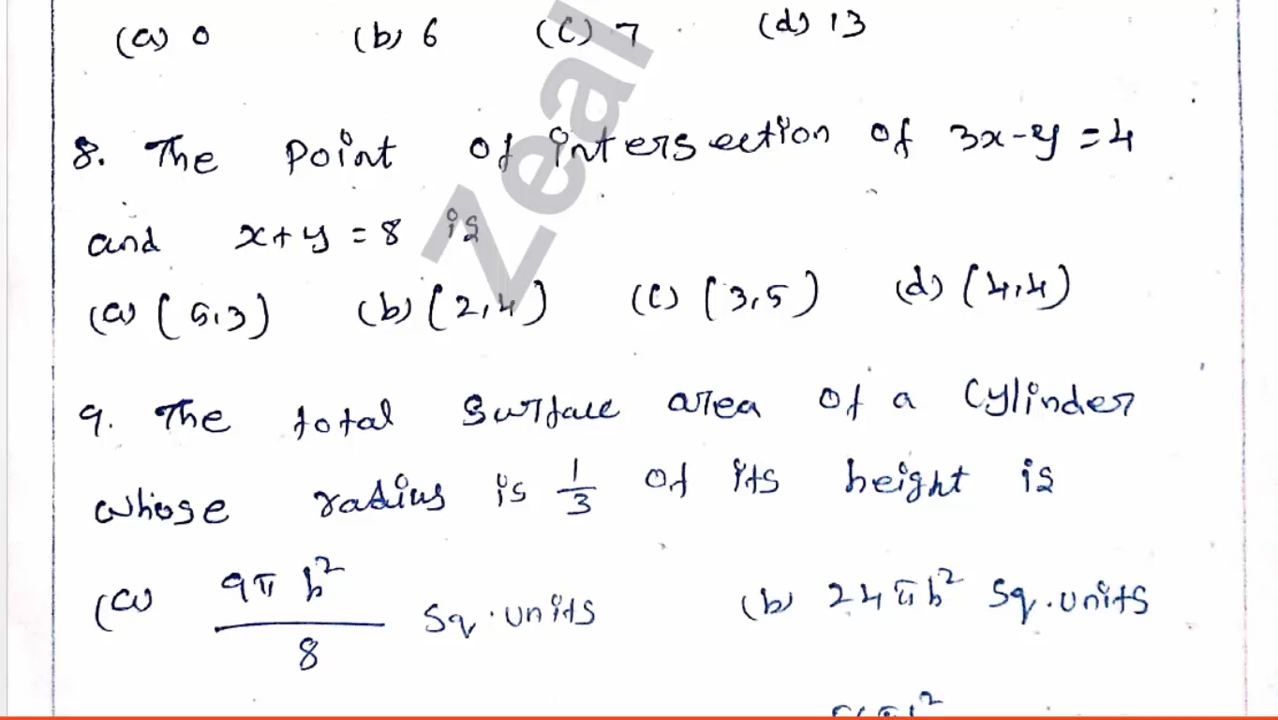 (a) 0 (b) 6 (c) 7 (d) 13
8. The point of intersection of 3x-y=4
and x+y=8 is
(a) (5,3) (b) (2,4) (c) (3,5) (d) (4,4)
9. The total surface area of a cylinder
whose radius is 1/3 of its height is
(a) 9πh²/8 sq.units (b) 24πh² sq.units
Zeal